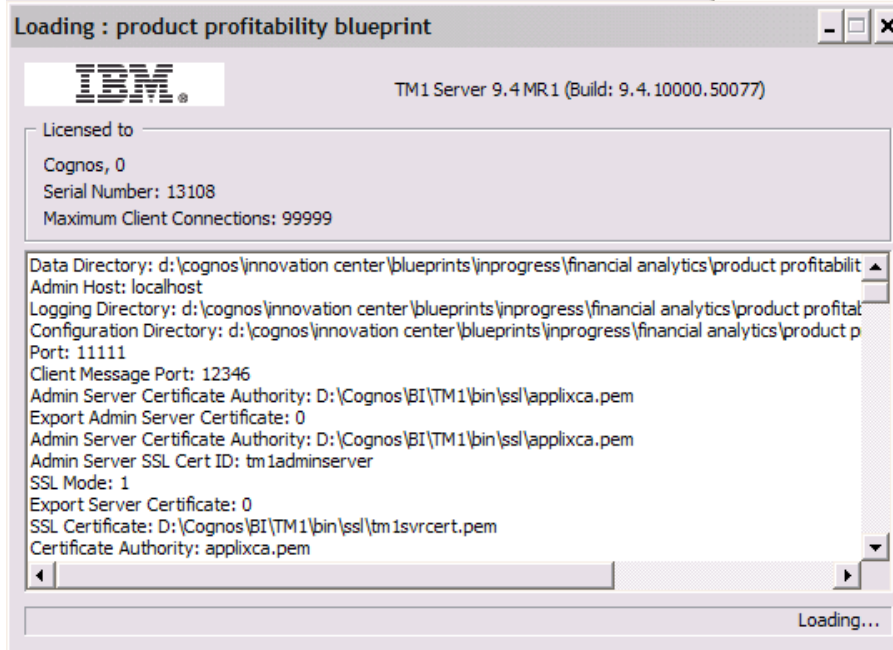 Loading : product profitability blueprint
IBM®
TM1 Server 9.4 MR1 (Build: 9.4.10000.50077)
Licensed to
Cognos, 0
Serial Number: 13108
Maximum Client Connections: 99999
Data Directory: d:\cognos\innovation center\blueprints\inprogress\financial analytics\product profitabilit
Admin Host: localhost
Logging Directory: d:\cognos\innovation center\blueprints\inprogress\financial analytics\product profitab
Configuration Directory: d:\cognos\innovation center\blueprints\inprogress\financial analytics\product p
Port: 11111
Client Message Port: 12346
Admin Server Certificate Authority: D:\Cognos\BI\TM1\bin\ssl\applixca.pem
Export Admin Server Certificate: 0
Admin Server Certificate Authority: D:\Cognos\BI\TM1\bin\ssl\applixca.pem
Admin Server SSL Cert ID: tm1adminserver
SSL Mode: 1
Export Server Certificate: 0
SSL Certificate: D:\Cognos\BI\TM1\bin\ssl\tm1svrcert.pem
Certificate Authority: applixca.pem
Loading...